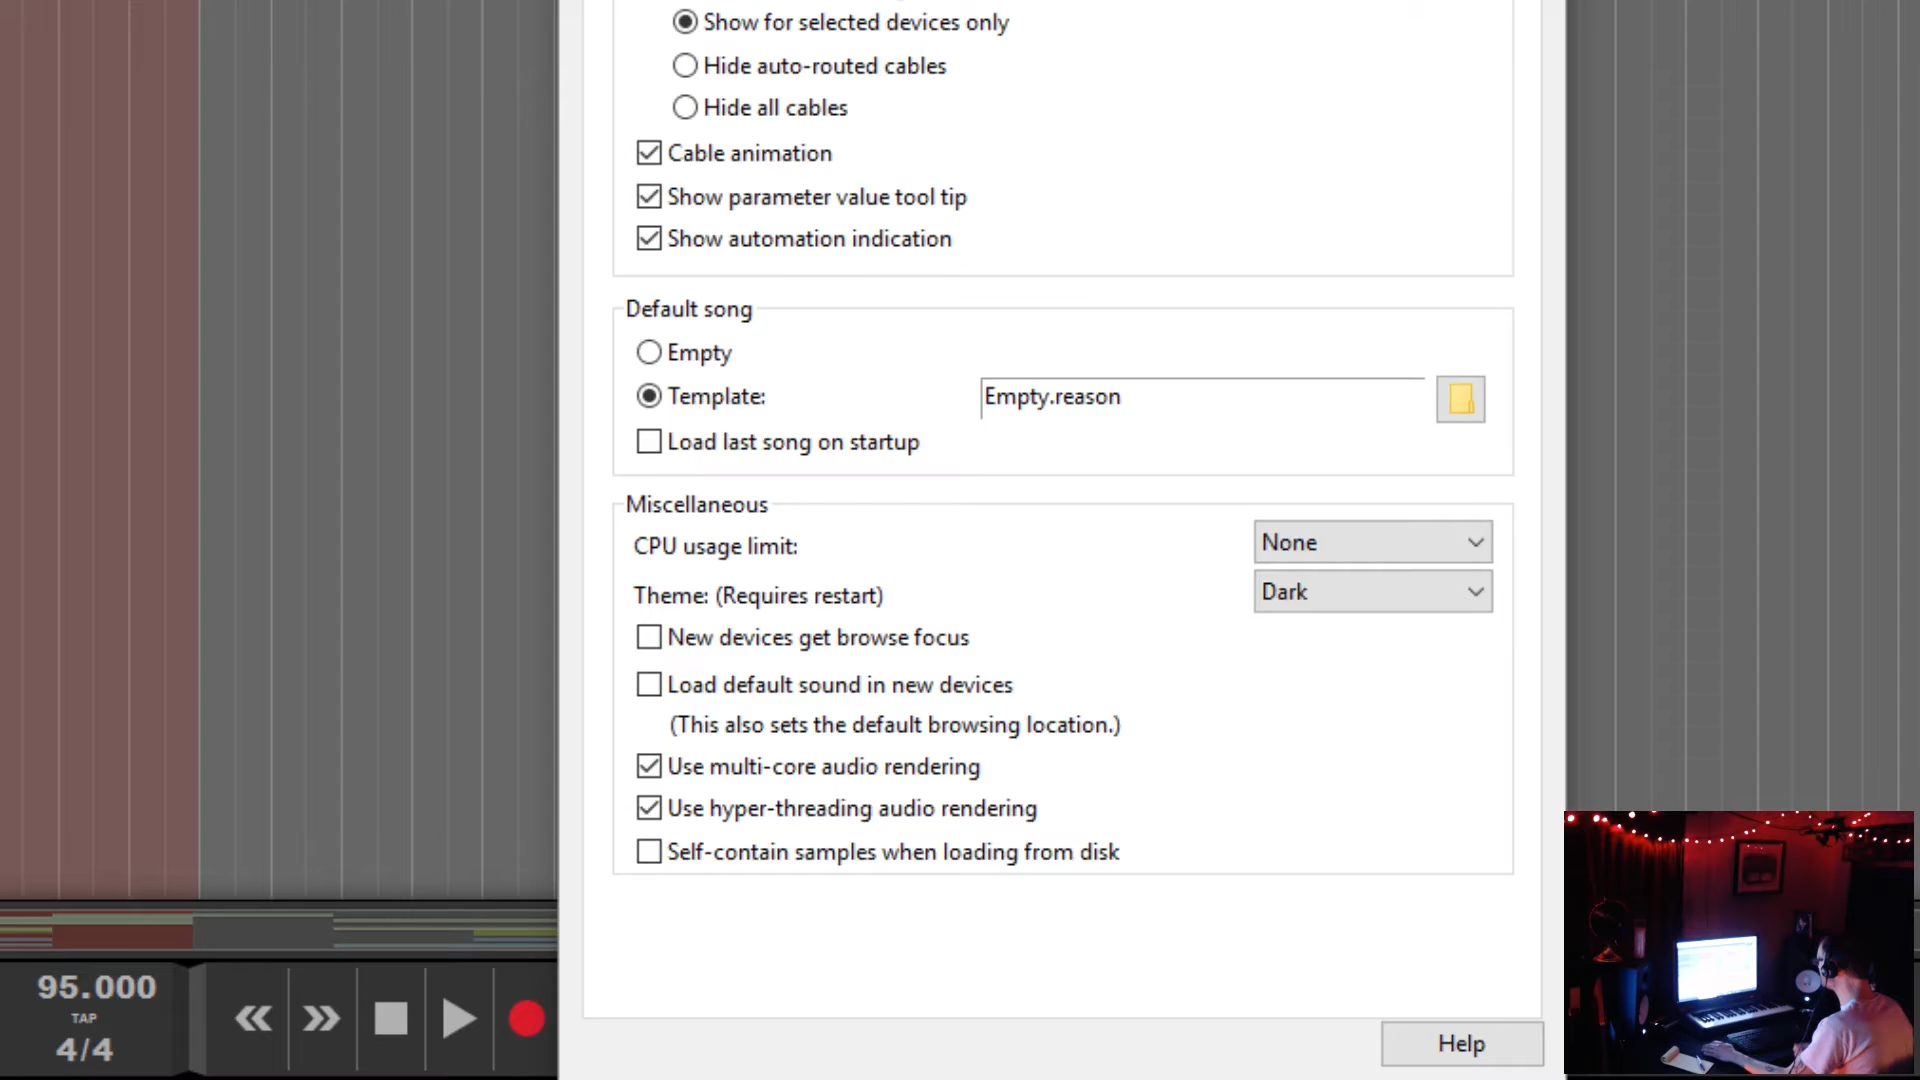 Show for selected devices only
Hide auto-routed cables
Hide all cables
Cable animation
Show parameter value tool tip
Show automation indication
Default song
Empty
Template: Empty.reason
Load last song on startup
Miscellaneous
CPU usage limit: None
Theme: (Requires restart) Dark
New devices get browse focus
Load default sound in new devices
(This also sets the default browsing location.)
Use multi-core audio rendering
Use hyper-threading audio rendering
Self-contain samples when loading from disk
95.000
TAP
4/4
Help